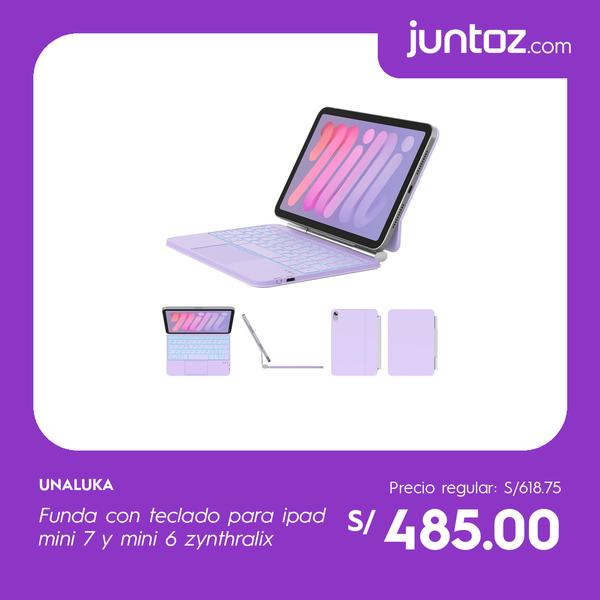 juntoz.com
UNALUKA
Funda con teclado para ipad
mini 7 y mini 6 zynthralix
Precio regular: S/618.75
S/ 485.00